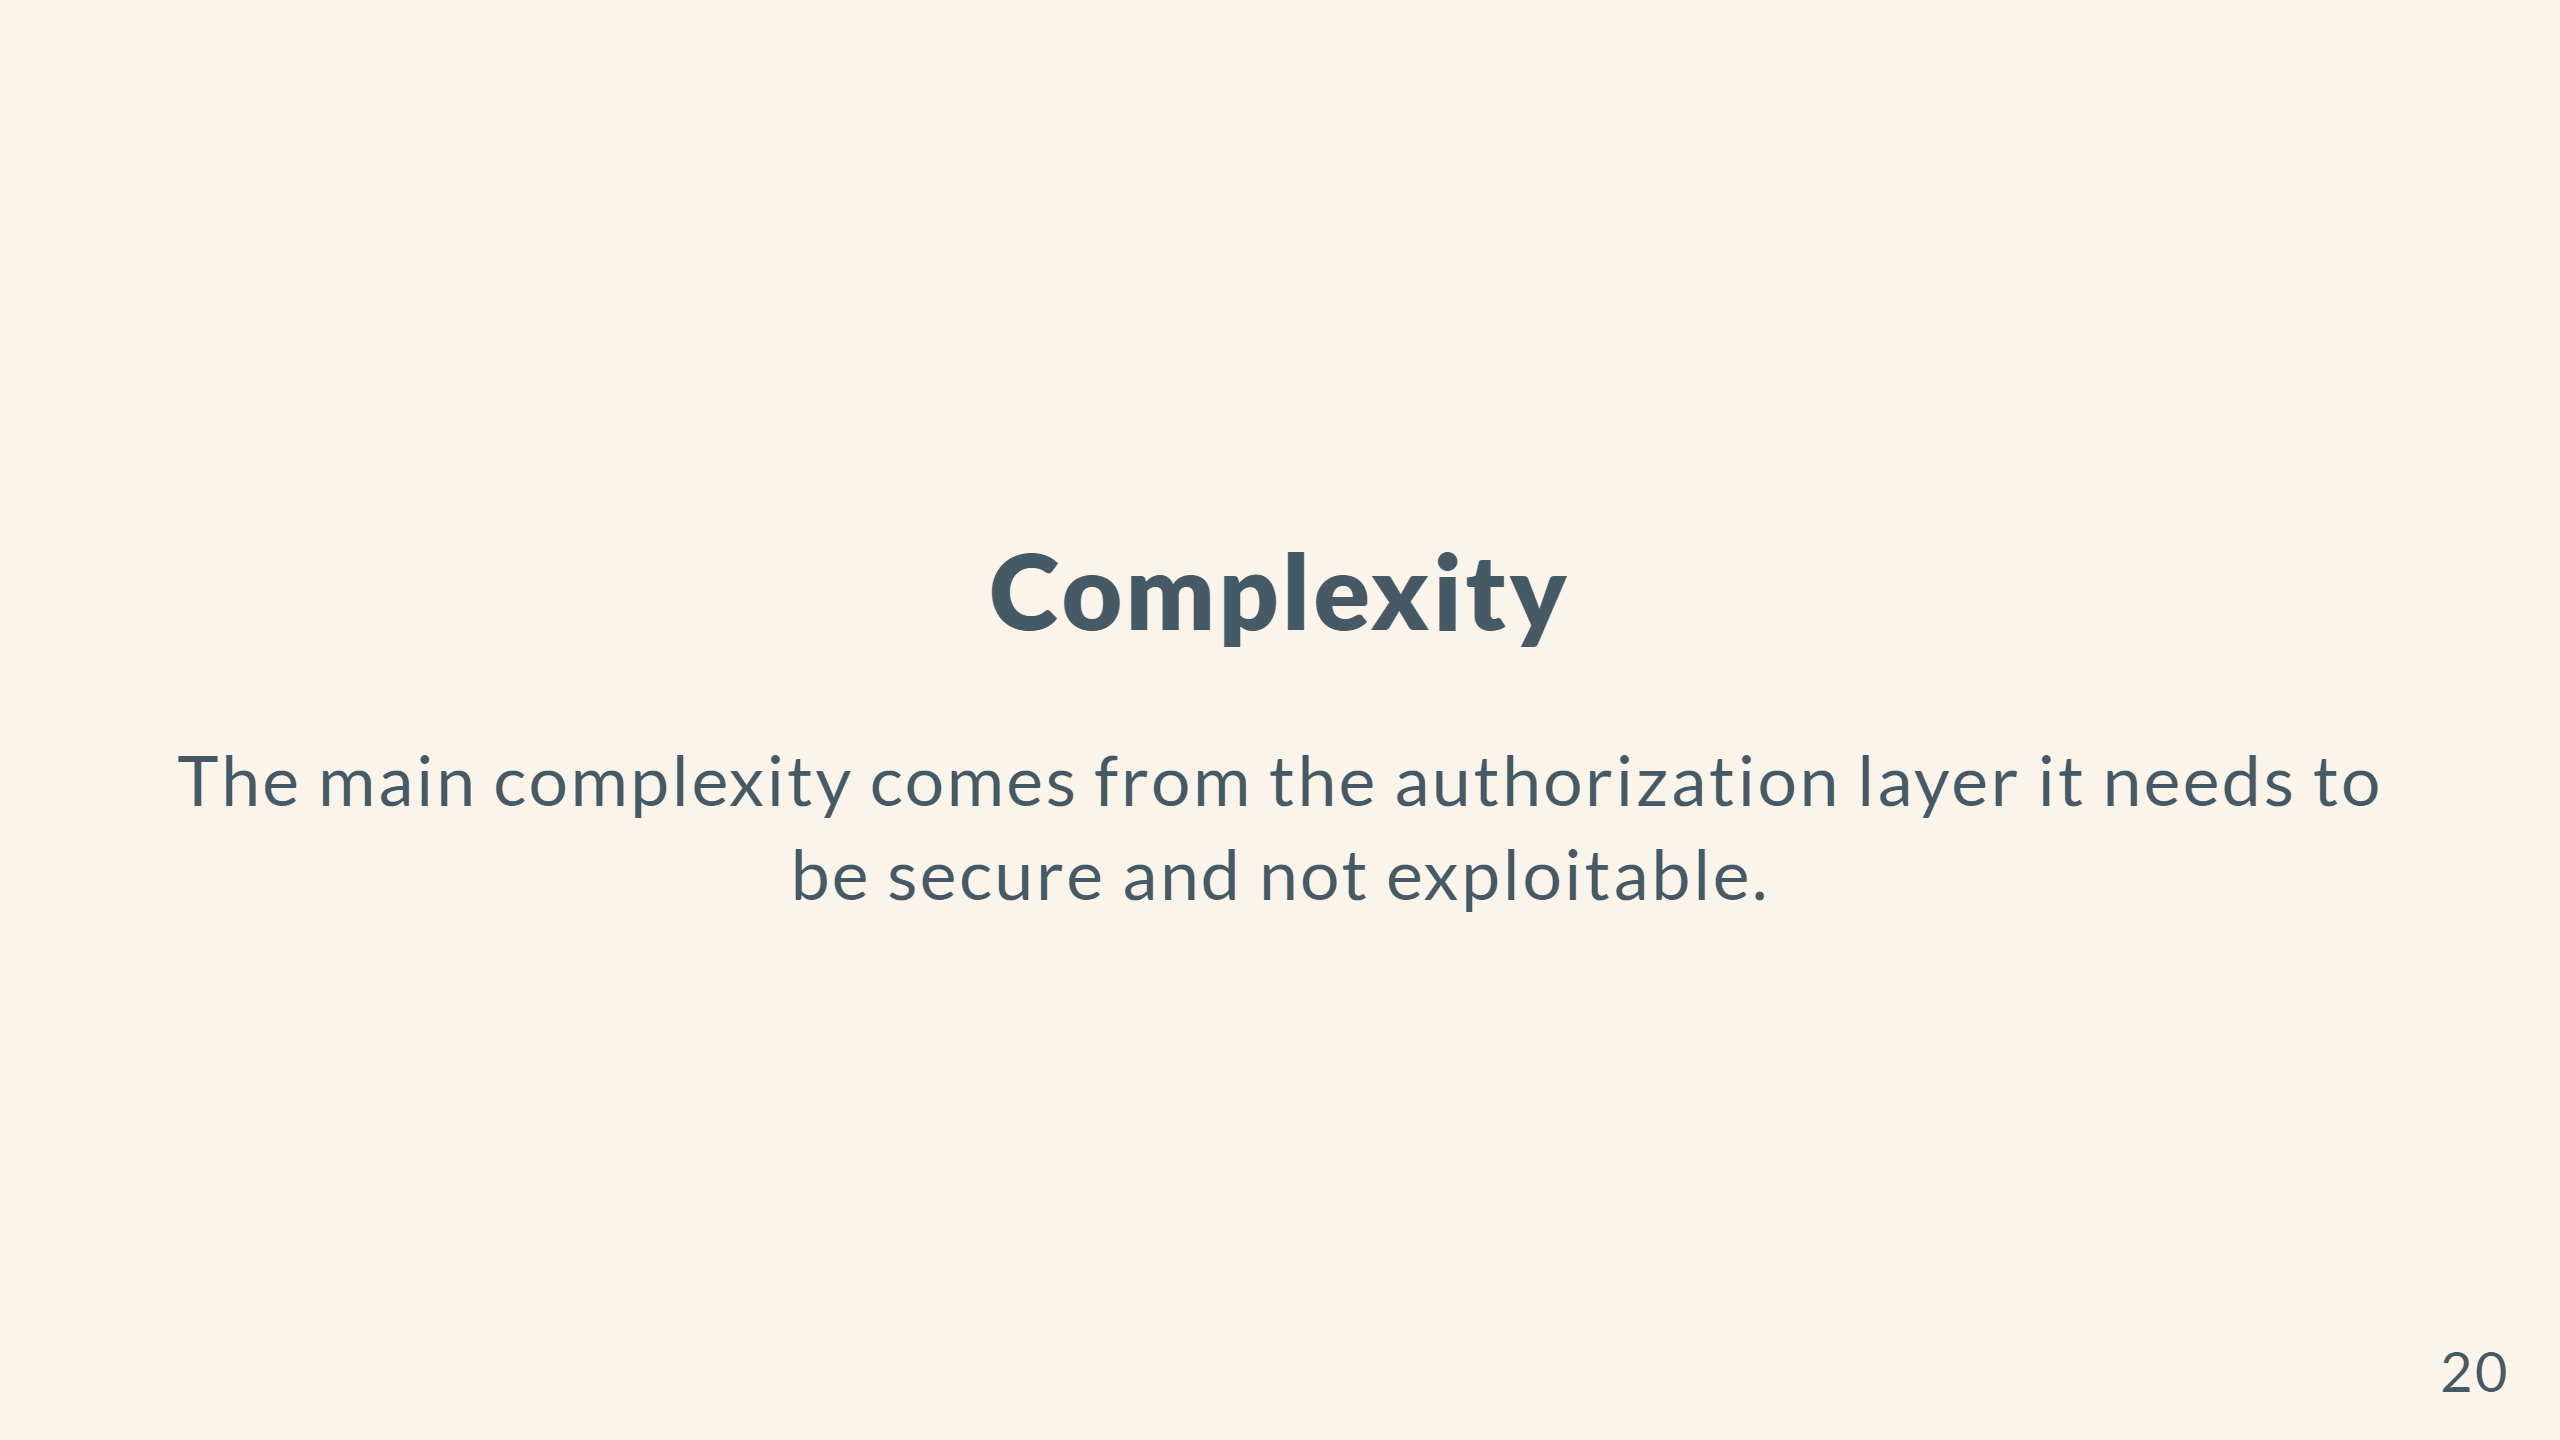 Complexity
The main complexity comes from the authorization layer it needs to
be secure and not exploitable.
20